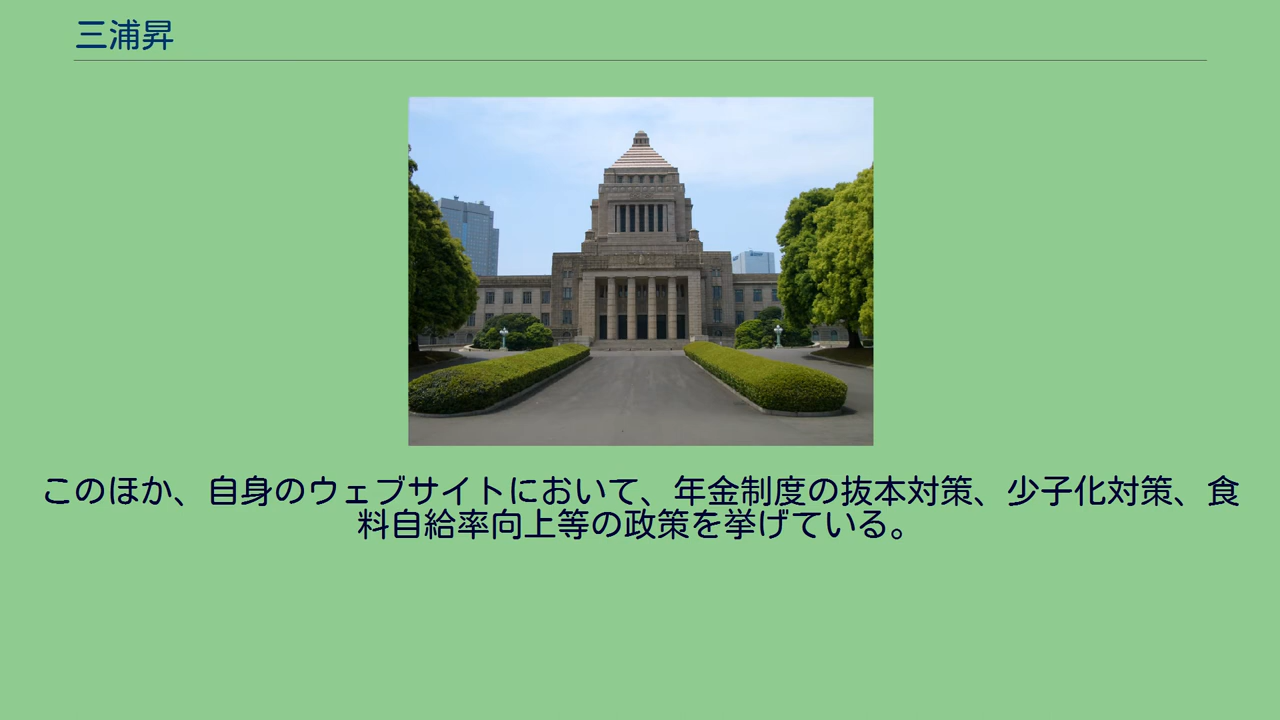 三浦昇
このほか、自身のウェブサイトにおいて、年金制度の抜本対策、少子化対策、食
料自給率向上等の政策を挙げている。